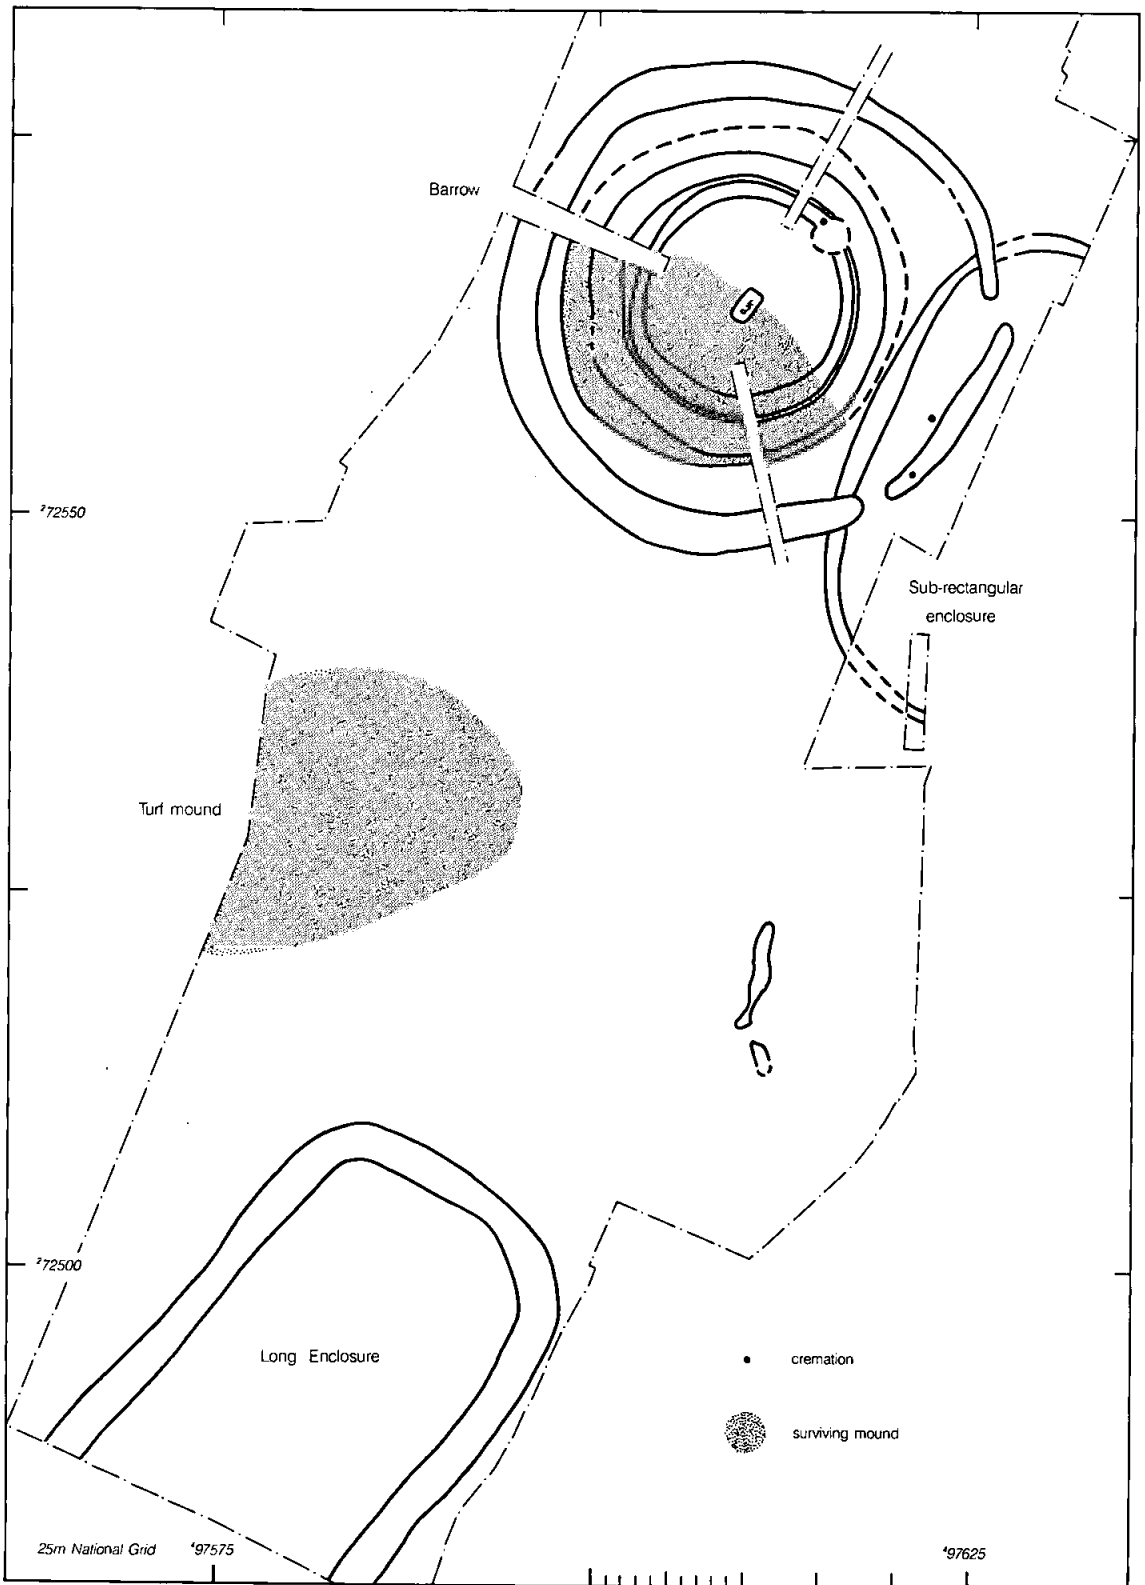 Barrow
²72550
Sub-rectangular
enclosure
Turf mound
²72500
Long Enclosure
cremation
surviving mound
25m National Grid
⁴97575
⁴97625